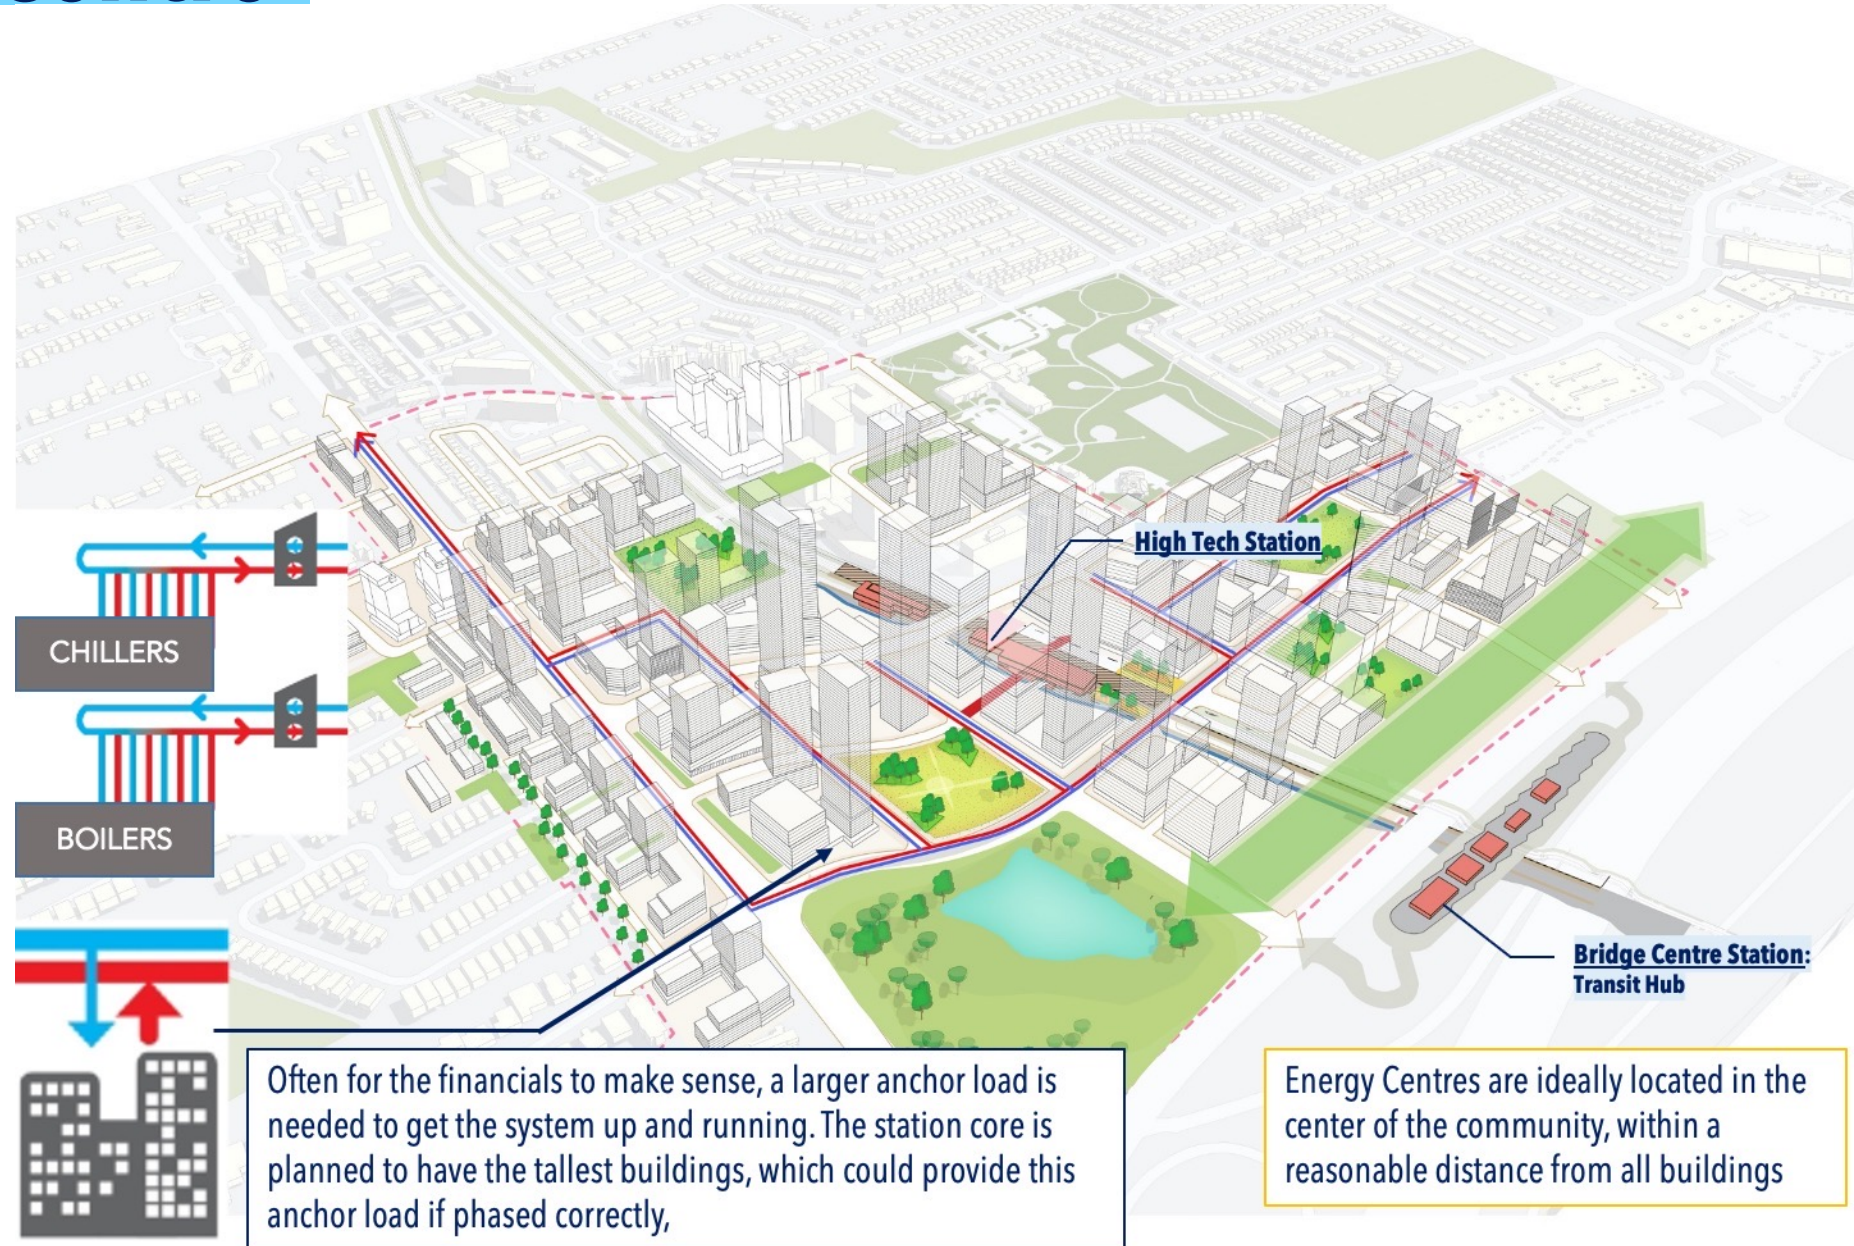 High Tech Station
CHILLERS
BOILERS
Bridge Centre Station:
Transit Hub
Often for the financials to make sense, a larger anchor load is
needed to get the system up and running. The station core is
planned to have the tallest buildings, which could provide this
anchor load if phased correctly,
Energy Centres are ideally located in the
center of the community, within a
reasonable distance from all buildings